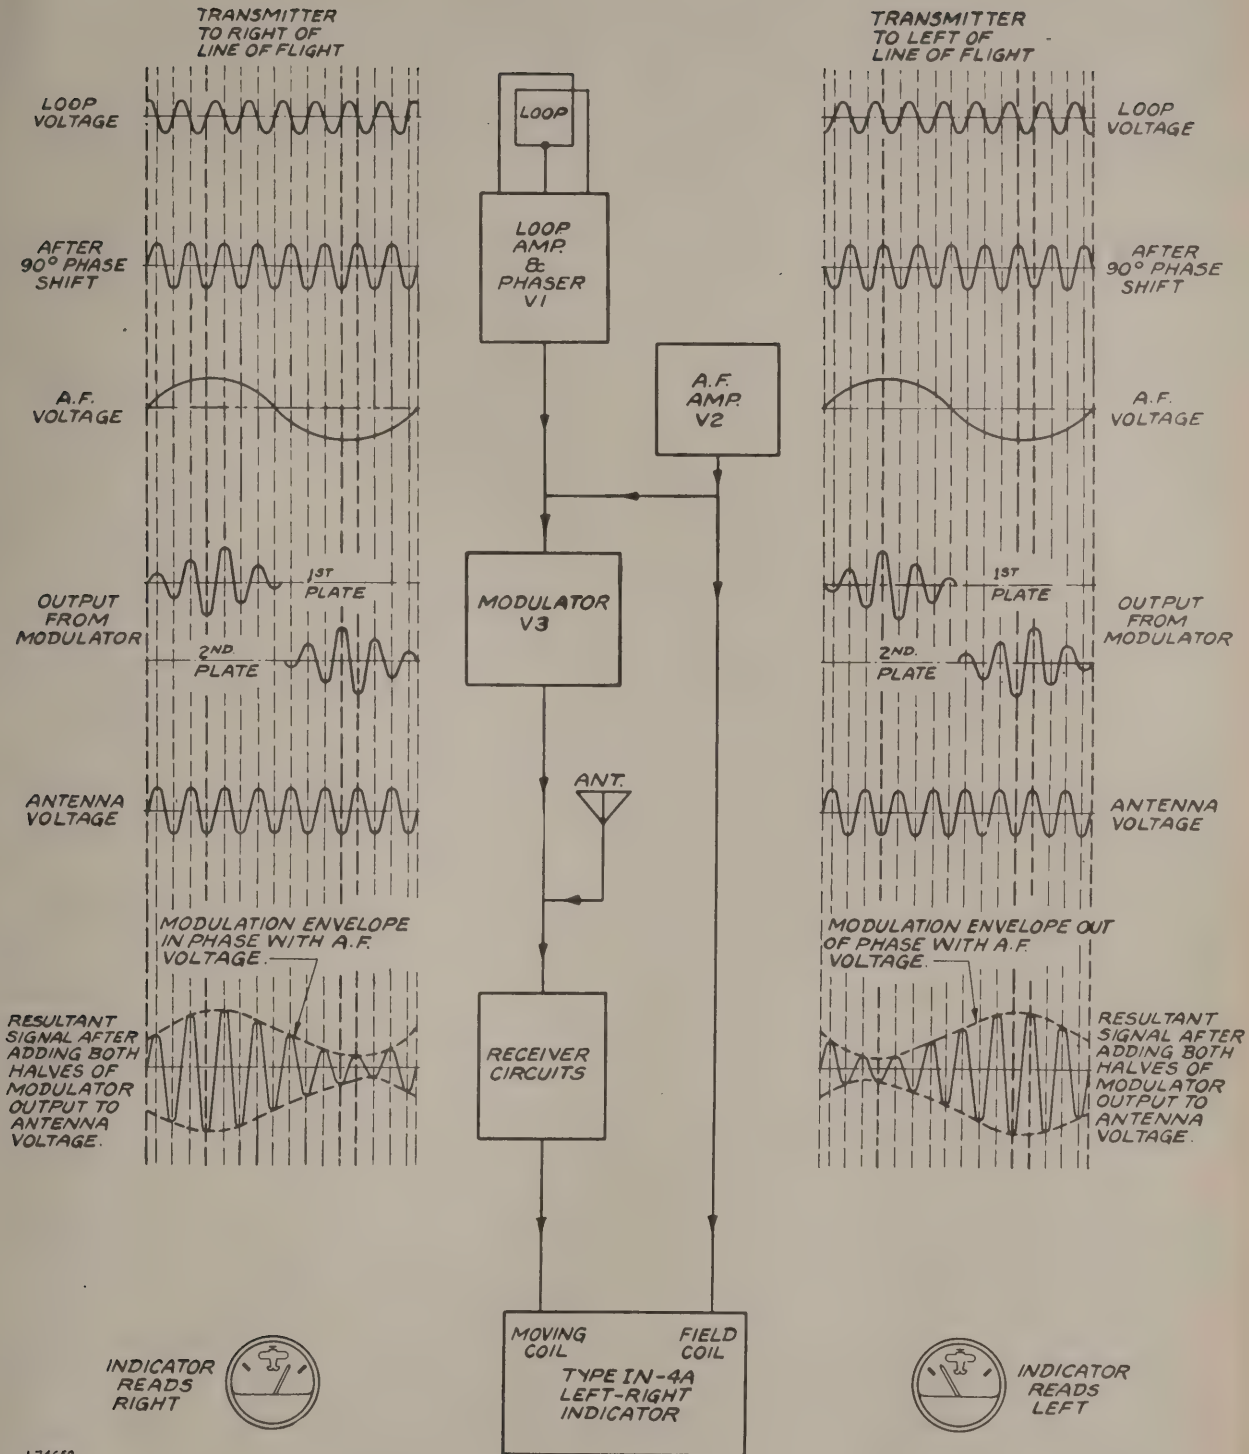 TRANSMITTER
TO RIGHT OF
LINE OF FLIGHT
LOOP
VOLTAGE
AFTER
90° PHASE
SHIFT
A.F.
VOLTAGE
OUTPUT
FROM
MODULATOR
1ST
PLATE
2ND.
PLATE
ANTENNA
VOLTAGE
MODULATION ENVELOPE
IN PHASE WITH A.F.
VOLTAGE.
RESULTANT
SIGNAL AFTER
ADDING BOTH
HALVES OF
MODULATOR
OUTPUT TO
ANTENNA
VOLTAGE.
INDICATOR
READS
RIGHT
LOOP
LOOP
AMP.
&
PHASER
V1
A.F.
AMP.
V2
MODULATOR
V3
ANT.
RECEIVER
CIRCUITS
MOVING
COIL
FIELD
COIL
TYPE IN-4A
LEFT-RIGHT
INDICATOR
TRANSMITTER
TO LEFT OF
LINE OF FLIGHT
LOOP
VOLTAGE
AFTER
90° PHASE
SHIFT
A.F.
VOLTAGE
1ST
PLATE
2ND.
PLATE
OUTPUT
FROM
MODULATOR
ANTENNA
VOLTAGE
MODULATION ENVELOPE OUT
OF PHASE WITH A.F.
VOLTAGE.
RESULTANT
SIGNAL AFTER
ADDING BOTH
HALVES OF
MODULATOR
OUTPUT TO
ANTENNA
VOLTAGE.
INDICATOR
READS
LEFT